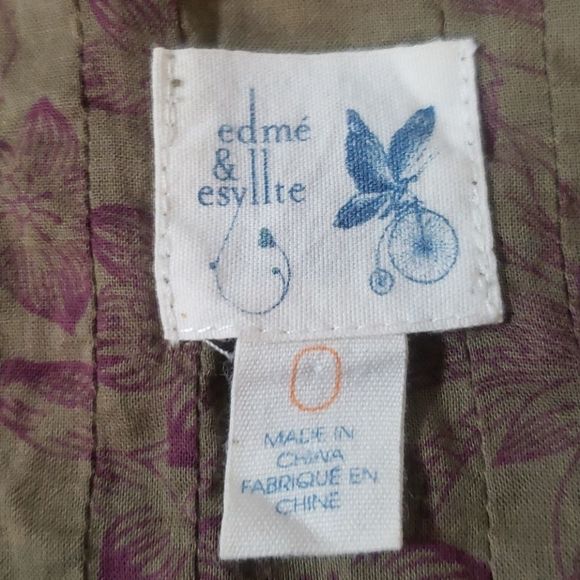 edmé
&
esyllte
0
MADE IN
CHINA
FABRIQUÉ EN
CHINE